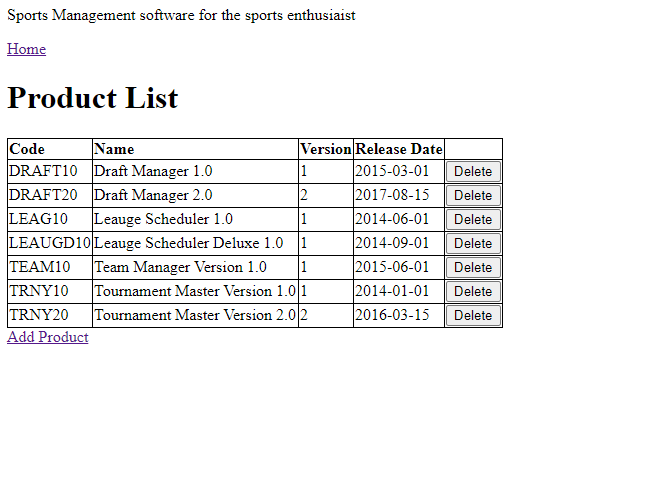 Sports Management software for the sports enthusiaist
Home
Product List
Code Name Version Release Date
DRAFT10 Draft Manager 1.0 1 2015-03-01 Delete
DRAFT20 Draft Manager 2.0 2 2017-08-15 Delete
LEAG10 Leauge Scheduler 1.0 1 2014-06-01 Delete
LEAUGD10 Leauge Scheduler Deluxe 1.0 1 2014-09-01 Delete
TEAM10 Team Manager Version 1.0 1 2015-06-01 Delete
TRNY10 Tournament Master Version 1.0 1 2014-01-01 Delete
TRNY20 Tournament Master Version 2.0 2 2016-03-15 Delete
Add Product